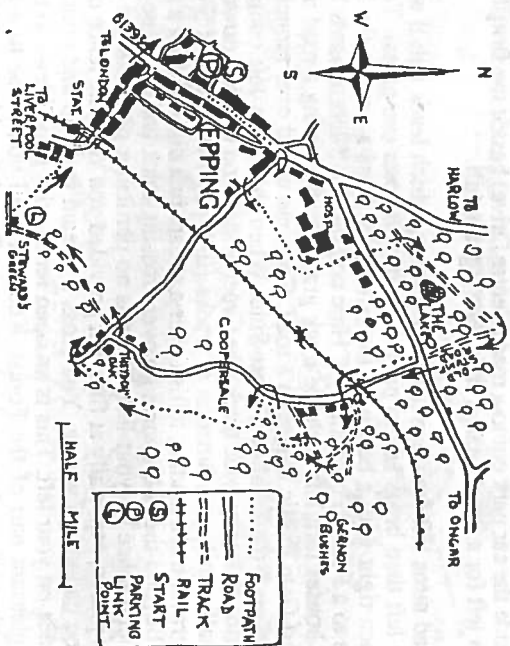 N
W
E
S
TO HARLOW
THE LAKE
TO ONGAR
HOSP.
GERNON BUSHES
EPPING
S
P
B1393
TO LONDON
COOPERSALE
STAT.
TO LIVERPOOL STREET
L
STEWARD'S GREEN
HALF MILE
FOOTPATH
ROAD
TRACK
RAIL
S START
P PARKING
L LINK POINT